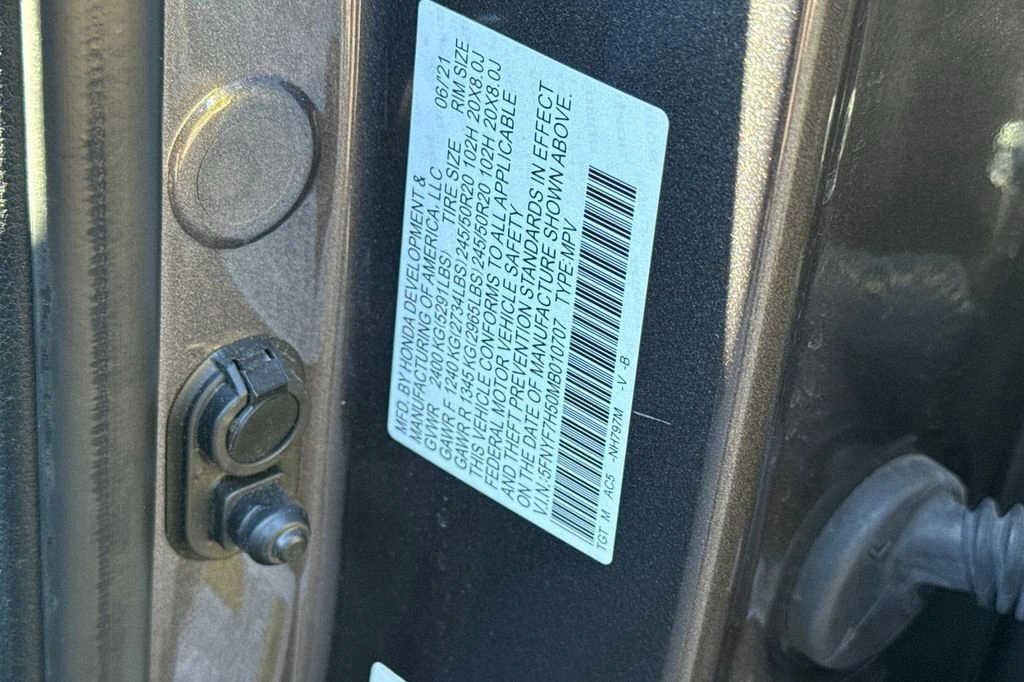 MFD. BY HONDA DEVELOPMENT & 06/'21
MANUFACTURING OF AMERICA, LLC
GVWR 2400 KG(5291LBS) TIRE SIZE RIM SIZE
GAWR F 1240 KG(2734LBS) 245/50R20 102H 20X8.0J
GAWR R 1345 KG(2965LBS) 245/50R20 102H 20X8.0J
THIS VEHICLE CONFORMS TO ALL APPLICABLE
FEDERAL MOTOR VEHICLE SAFETY
AND THEFT PREVENTION STANDARDS IN EFFECT
ON THE DATE OF MANUFACTURE SHOWN ABOVE.
V.I.N.:5FNYF7H50MB010707 TYPE:MPV
TGT M AC5 -NH797M -V -B